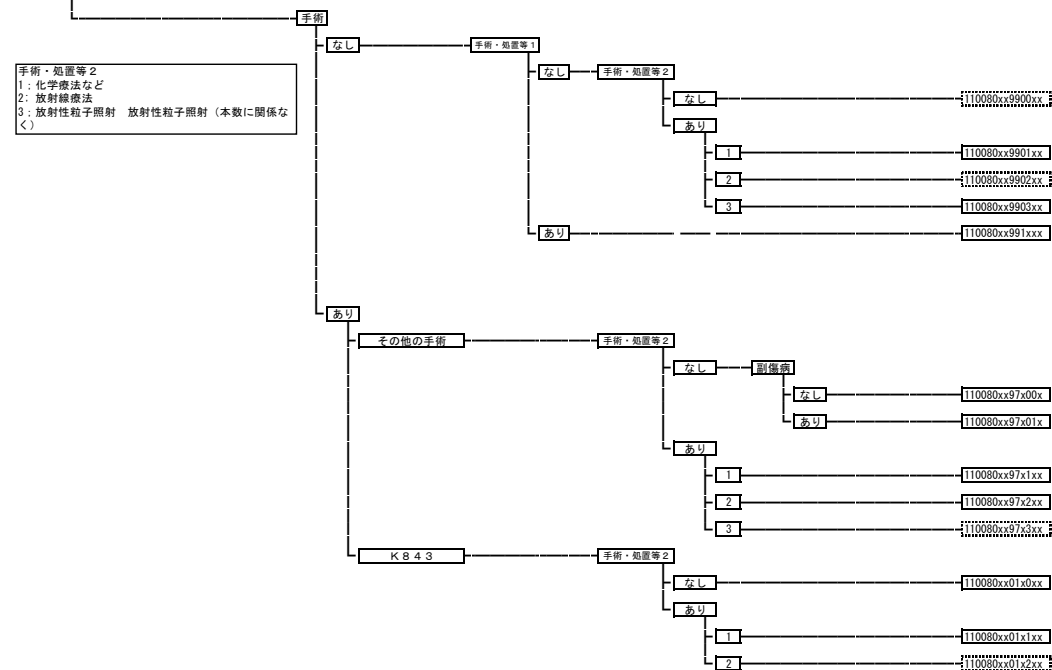 手術
なし
手術・処置等1
手術・処置等2
1:化学療法など
2:放射線療法
3:放射性粒子照射 放射性粒子照射(本数に関係な
く)
なし
手術・処置等2
なし
110080xx9900xx
あり
1
110080xx9901xx
2
110080xx9902xx
3
110080xx9903xx
あり
110080xx991xxx
あり
その他の手術
手術・処置等2
なし
副傷病
なし
110080xx97x00x
あり
110080xx97x01x
あり
1
110080xx97x1xx
2
110080xx97x2xx
3
110080xx97x3xx
K843
手術・処置等2
なし
110080xx01x0xx
あり
1
110080xx01x1xx
2
110080xx01x2xx